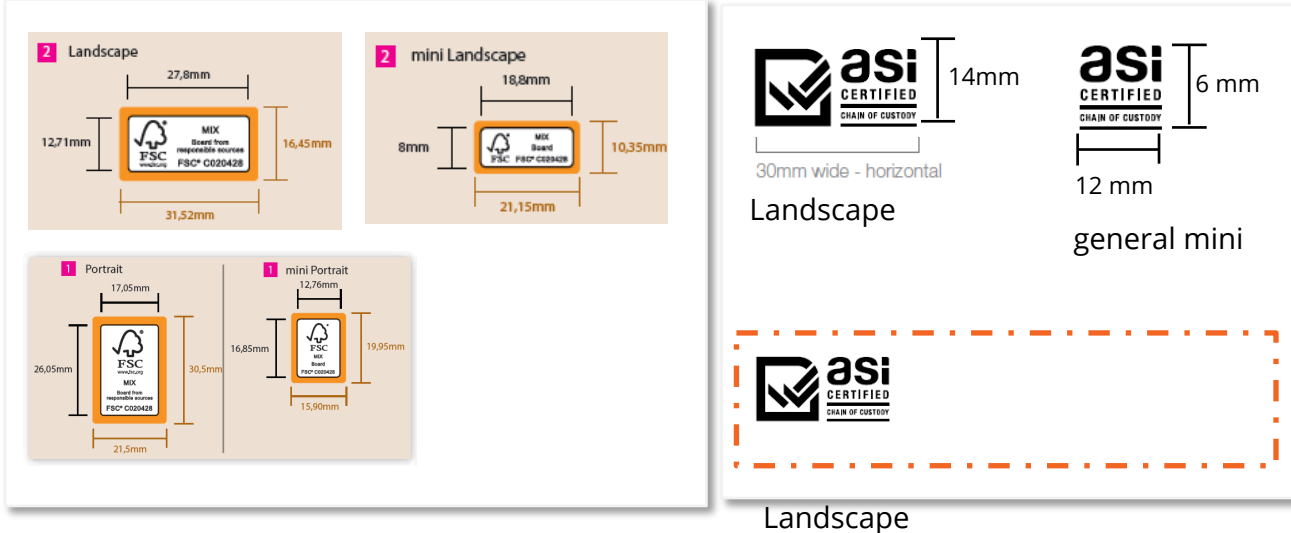 2 Landscape
27,8mm
12,71mm
FSC
www.fsc.org
MIX
Board from
responsible sources
FSC® C020428
16,45mm
31,52mm
2 mini Landscape
18,8mm
8mm
FSC
MIX
Board
FSC® C020428
10,35mm
21,15mm
1 Portrait
17,05mm
26,05mm
FSC
www.fsc.org
MIX
Board from
responsible sources
FSC® C020428
30,5mm
21,5mm
1 mini Portrait
12,76mm
16,85mm
FSC
MIX
Board
FSC® C020428
19,95mm
15,90mm
asi
CERTIFIED
CHAIN OF CUSTODY
14mm
30mm wide - horizontal
Landscape
asi
CERTIFIED
CHAIN OF CUSTODY
6 mm
12 mm
general mini
asi
CERTIFIED
CHAIN OF CUSTODY
Landscape